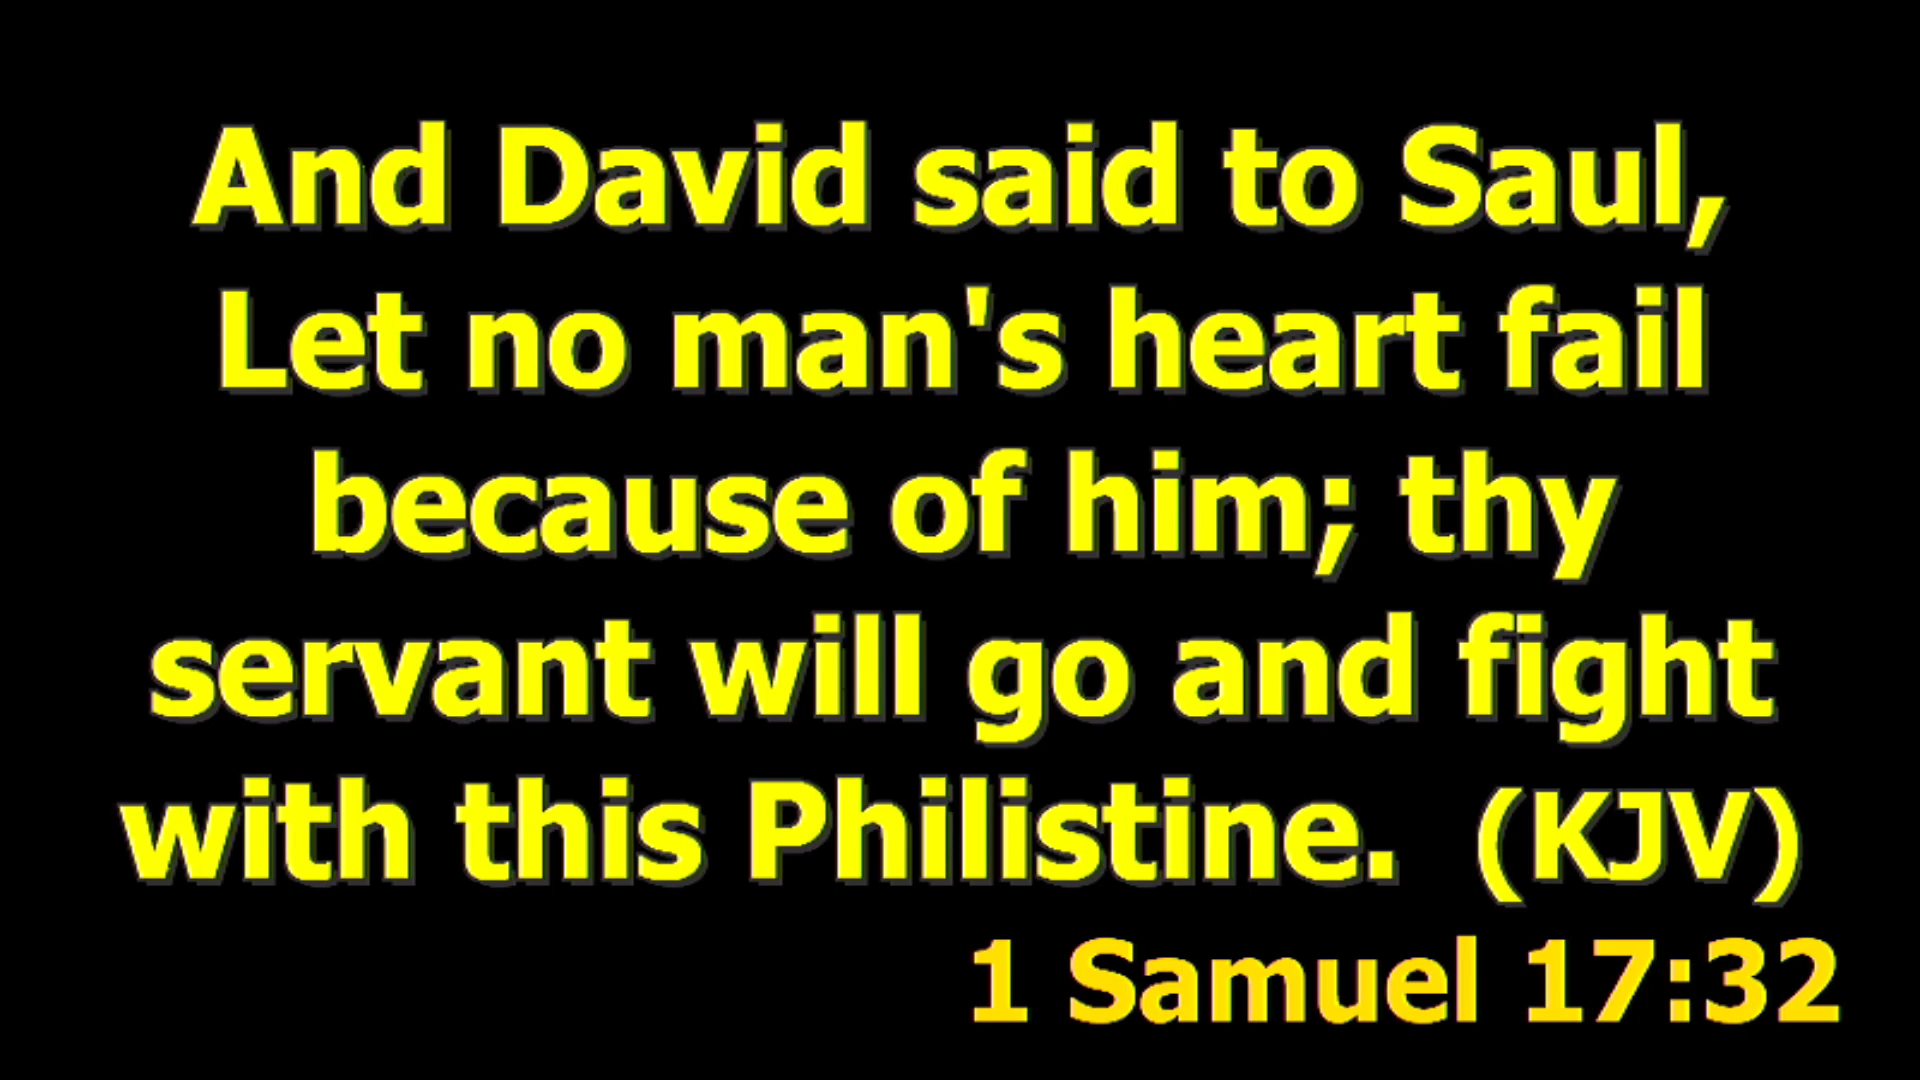 And David said to Saul,
Let no man's heart fail
because of him; thy
servant will go and fight
with this Philistine.  (KJV)
1 Samuel 17:32